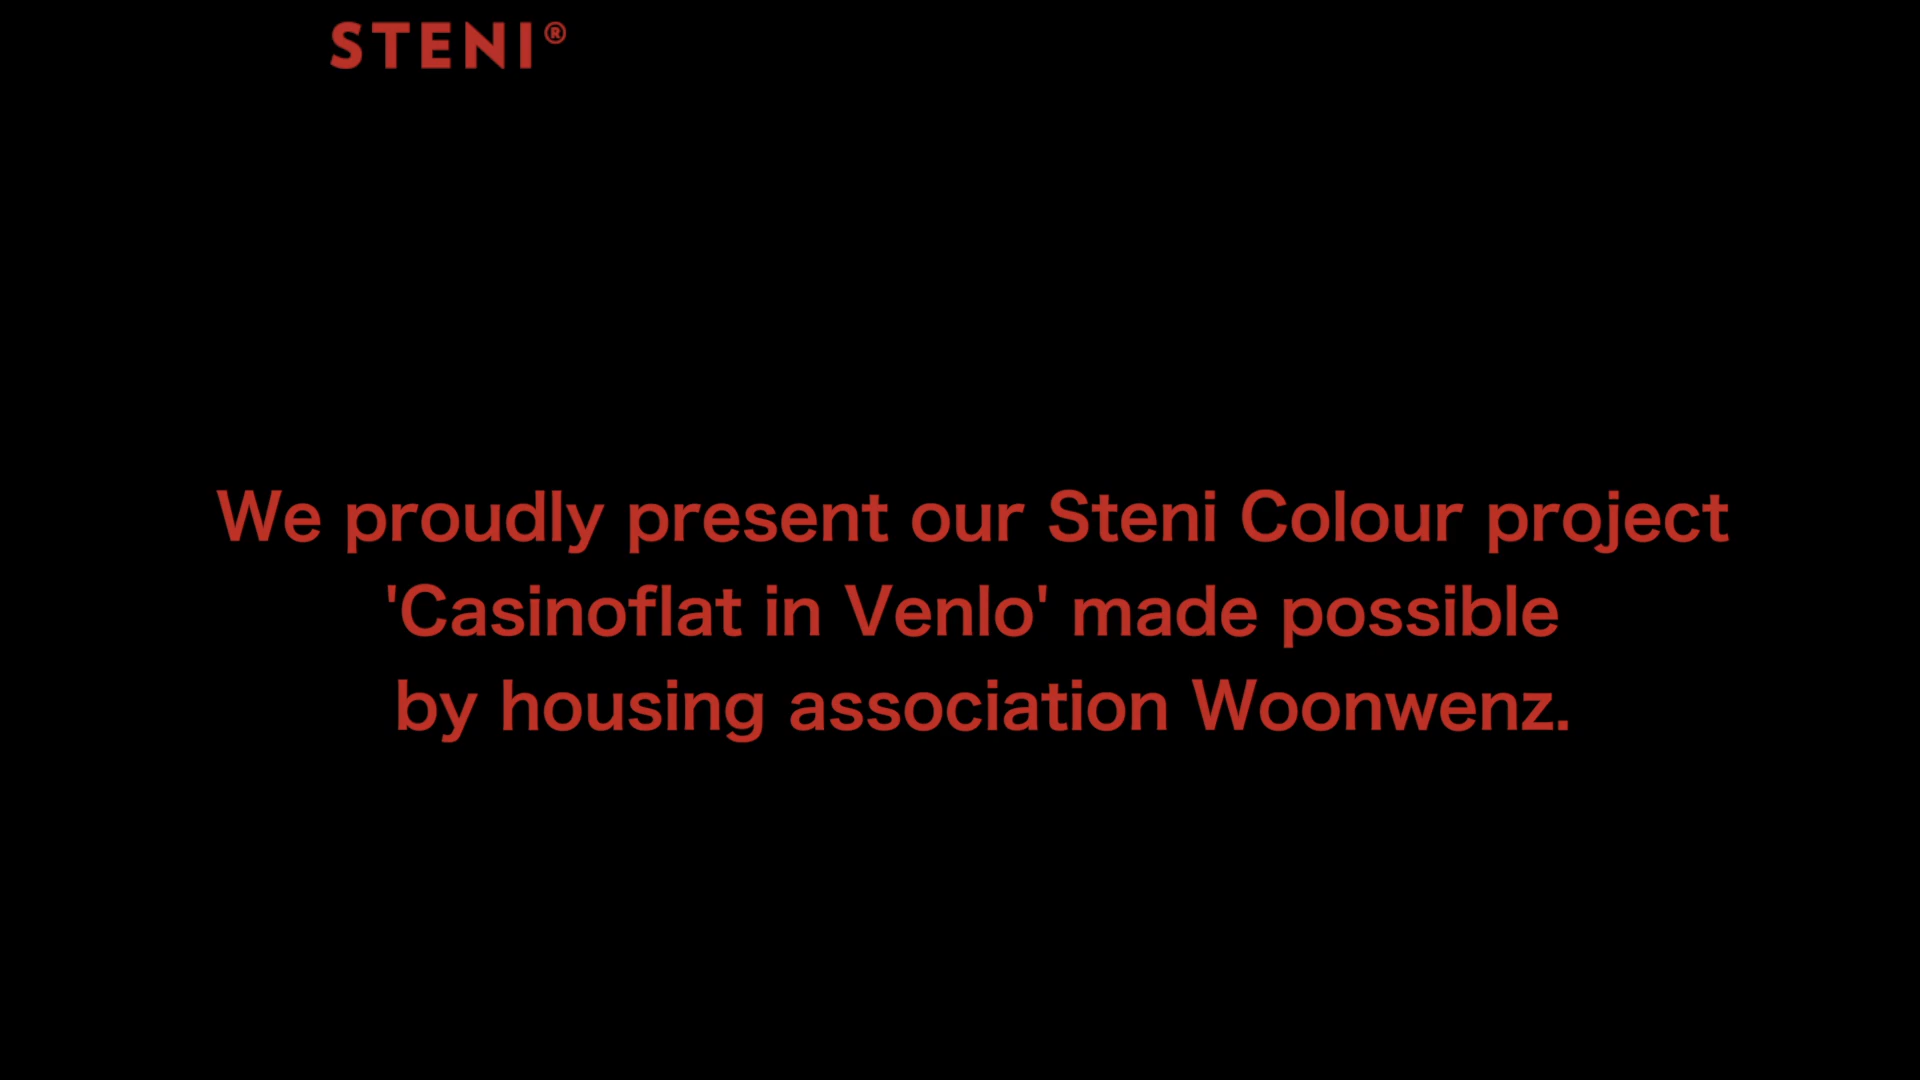 STENI®
We proudly present our Steni Colour project
'Casinoflat in Venlo' made possible
by housing association Woonwenz.